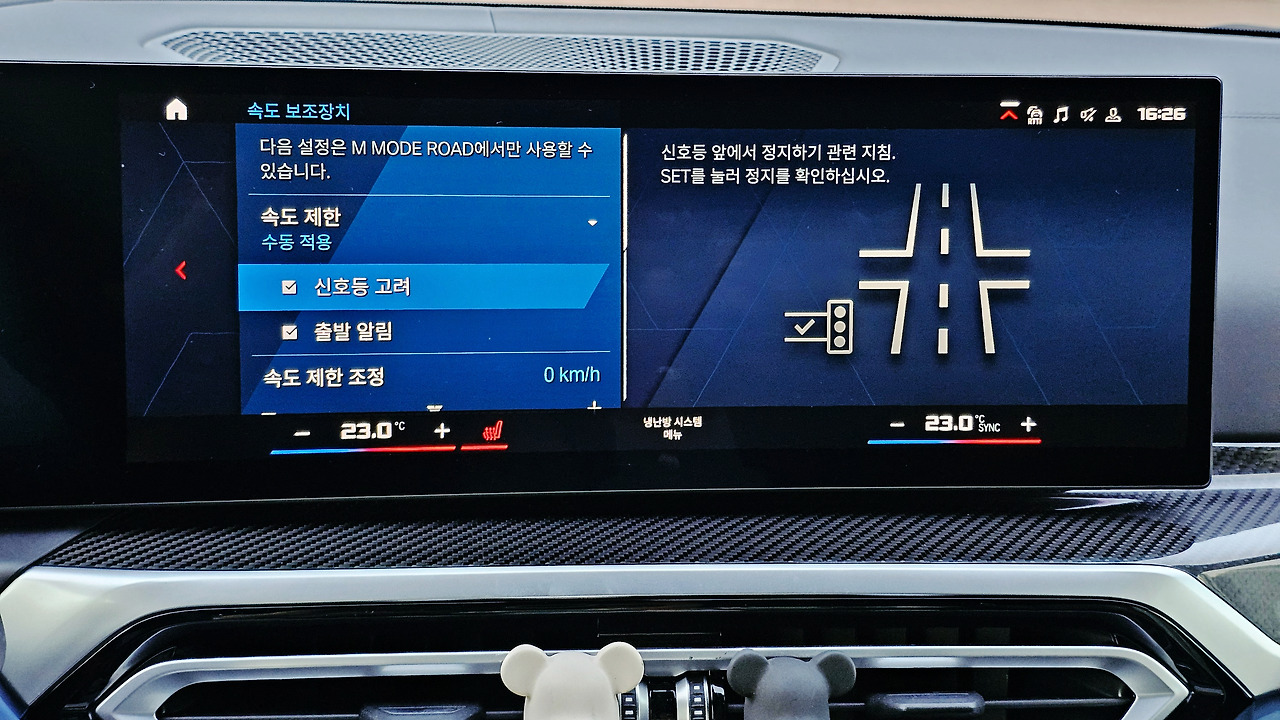 속도 보조장치
16:26
다음 설정은 M MODE ROAD에서만 사용할 수
있습니다.
속도 제한
수동 적용
신호등 고려
출발 알림
속도 제한 조정 0 km/h
신호등 앞에서 정지하기 관련 지침.
SET를 눌러 정지를 확인하십시오.
− 23.0 °C +
냉난방 시스템
메뉴
− 23.0 °C SYNC +